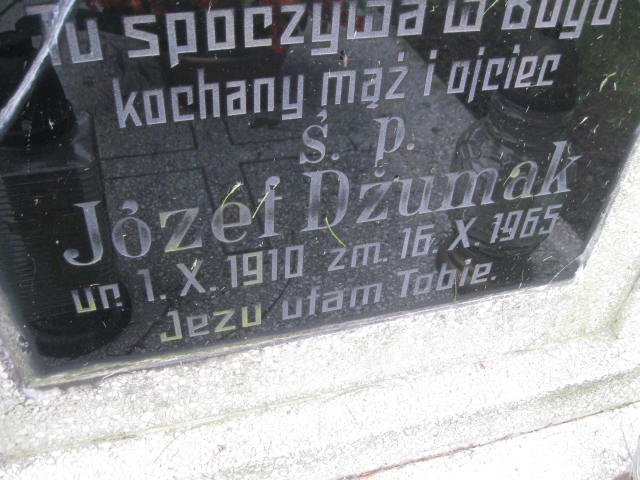 Tu spoczywa w Bogu
kochany mąż i ojciec
ś. p.
Józef Dżumak
ur. 1. X. 1910 zm. 16. X. 1965
Jezu ufam Tobie.